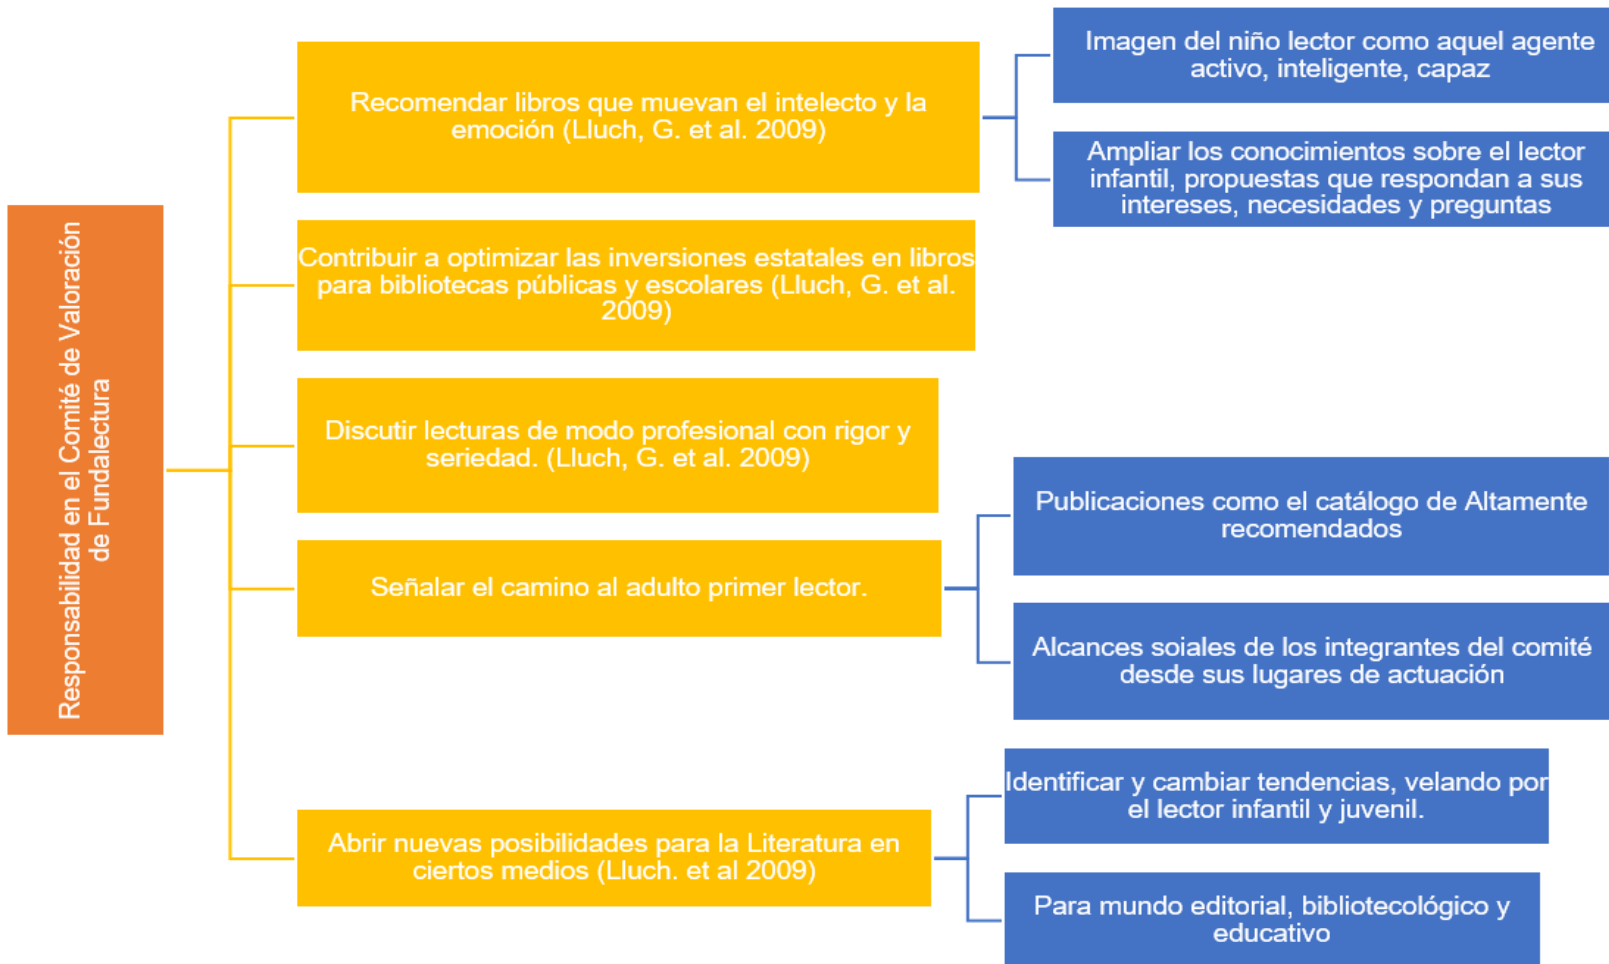 Responsabilidad en el Comité de Valoración
de Fundalectura
Recomendar libros que muevan el intelecto y la
emoción (Lluch, G. et al. 2009)
Imagen del niño lector como aquel agente
activo, inteligente, capaz
Ampliar los conocimientos sobre el lector
infantil, propuestas que respondan a sus
intereses, necesidades y preguntas
Contribuir a optimizar las inversiones estatales en libros
para bibliotecas públicas y escolares (Lluch, G. et al.
2009)
Discutir lecturas de modo profesional con rigor y
seriedad. (Lluch, G. et al. 2009)
Señalar el camino al adulto primer lector.
Publicaciones como el catálogo de Altamente
recomendados
Alcances soiales de los integrantes del comité
desde sus lugares de actuación
Abrir nuevas posibilidades para la Literatura en
ciertos medios (Lluch. et al 2009)
Identificar y cambiar tendencias, velando por
el lector infantil y juvenil.
Para mundo editorial, bibliotecológico y
educativo